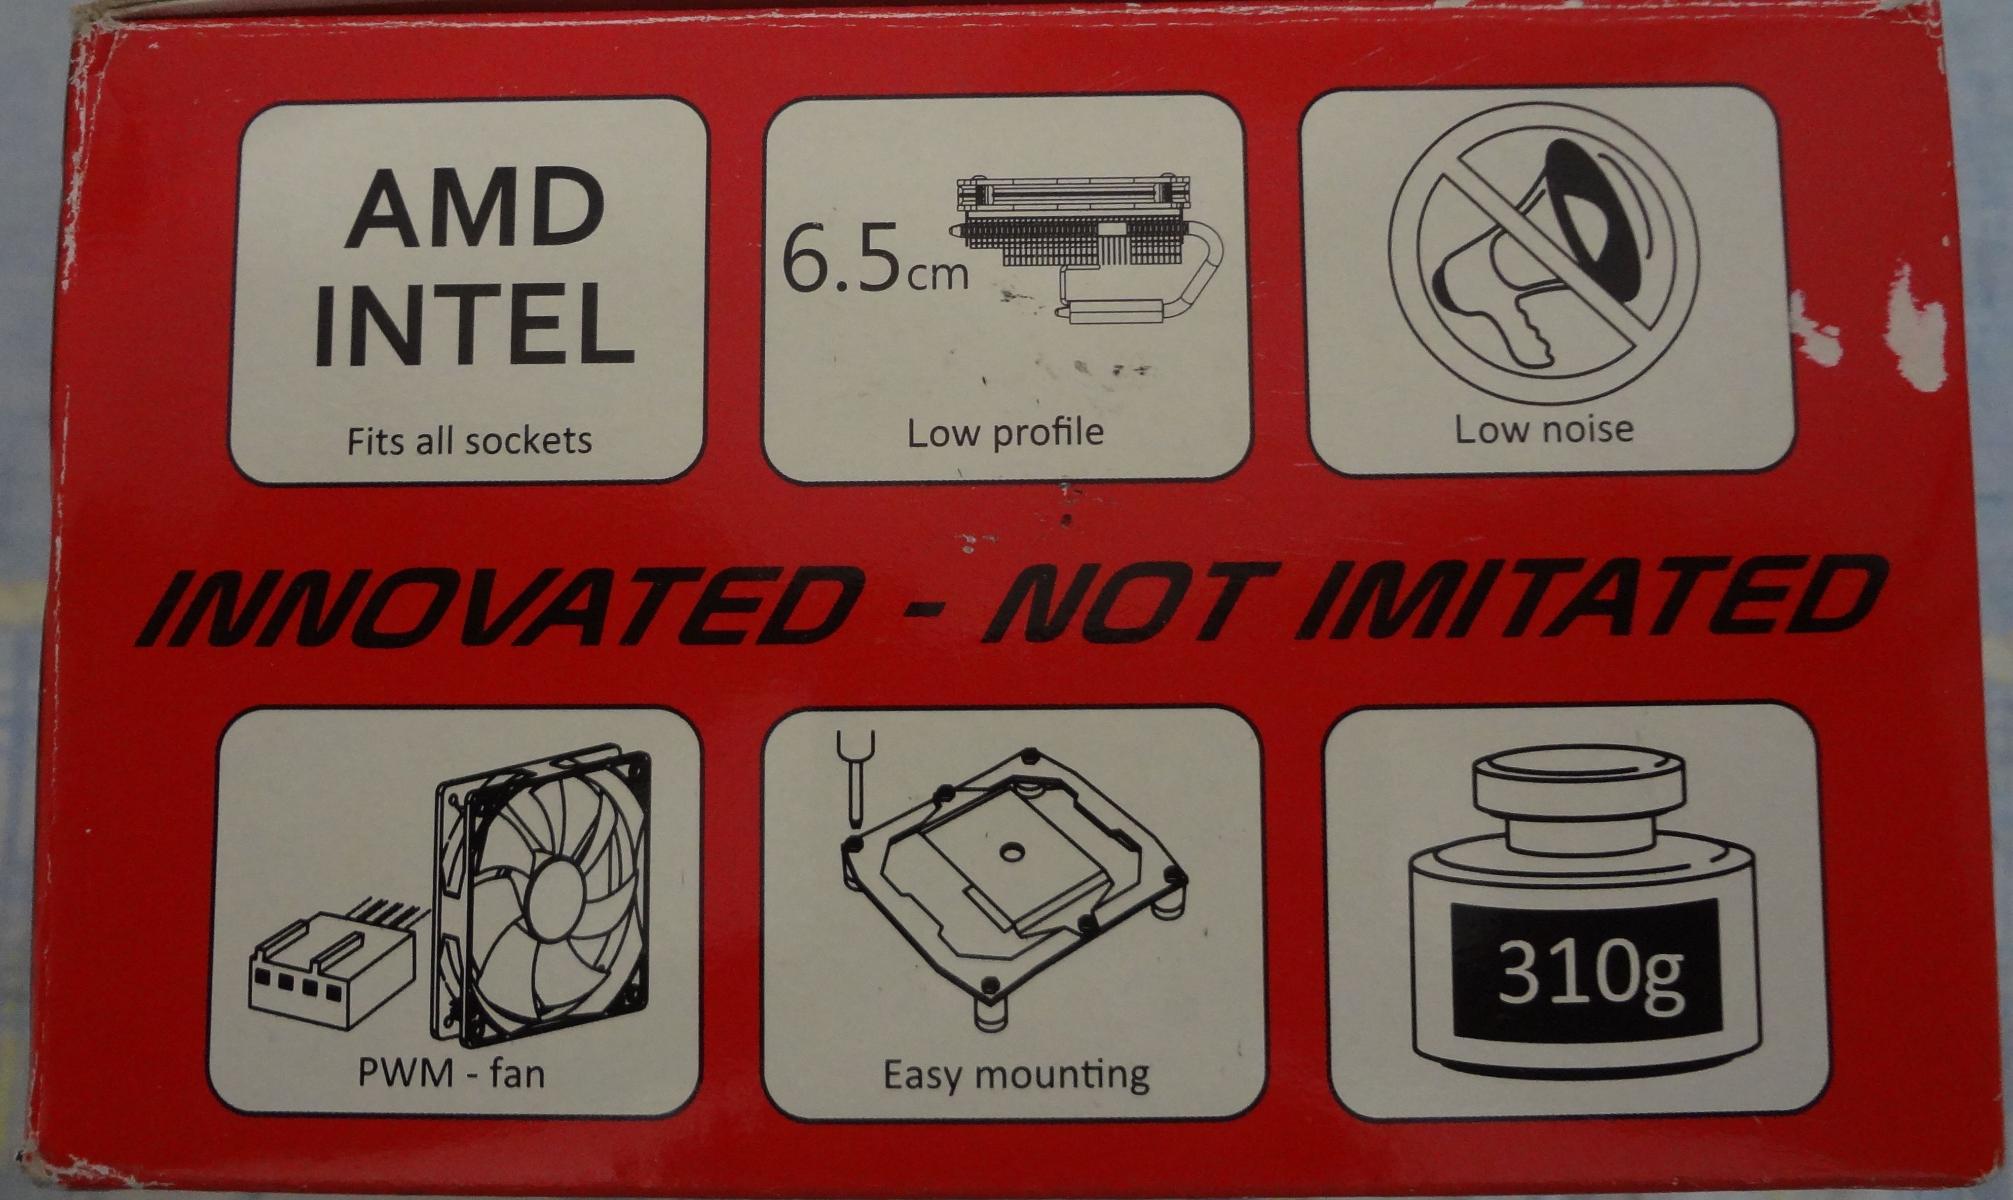 AMD
INTEL
Fits all sockets
6.5cm
Low profile
Low noise
INNOVATED - NOT IMITATED
PWM - fan
Easy mounting
310g